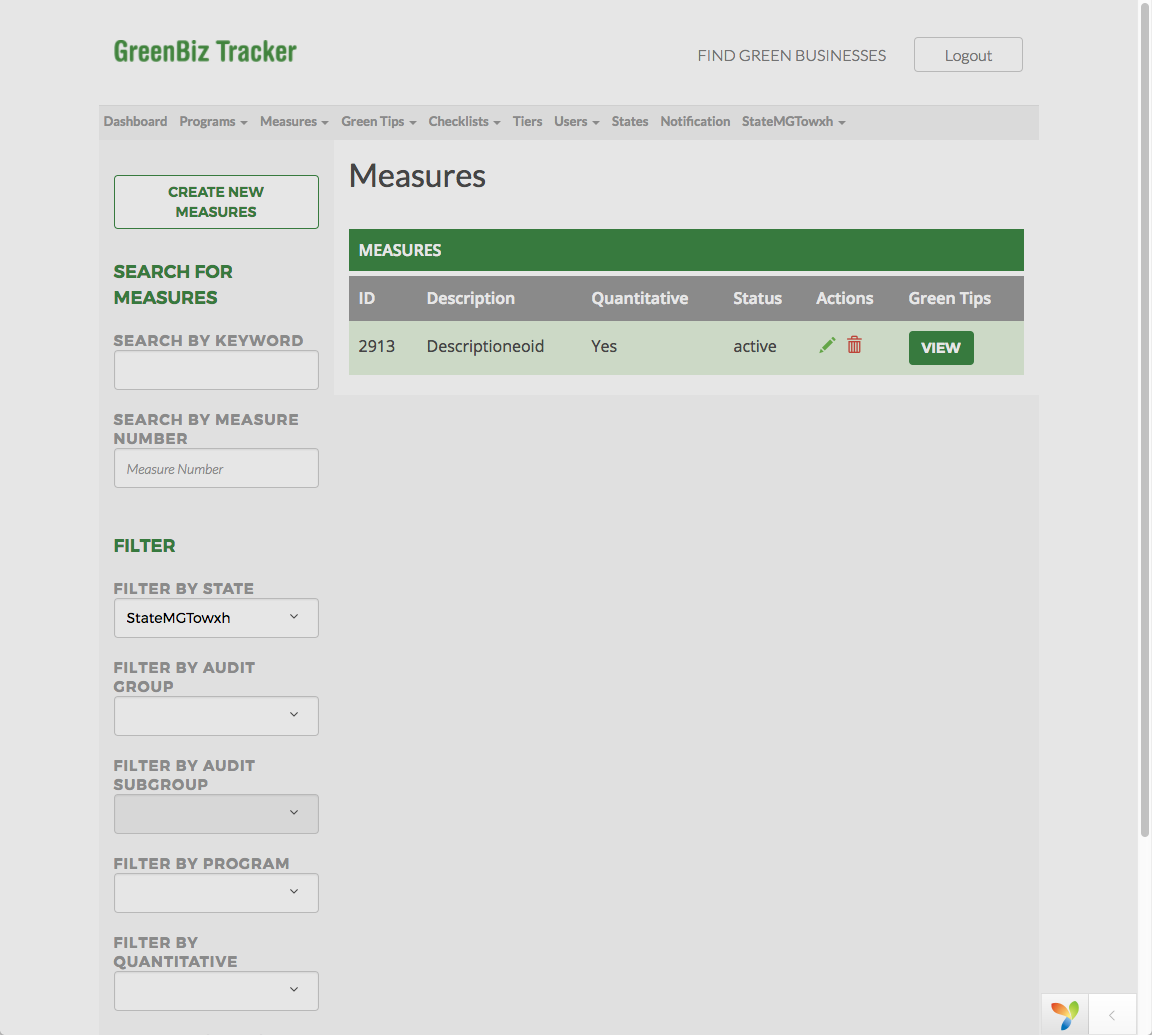 GreenBiz Tracker
FIND GREEN BUSINESSES
Logout
Dashboard Programs Measures Green Tips Checklists Tiers Users States Notification StateMGTowxh
CREATE NEW
MEASURES
SEARCH FOR
MEASURES
SEARCH BY KEYWORD
SEARCH BY MEASURE
NUMBER
Measure Number
FILTER
FILTER BY STATE
StateMGTowxh
FILTER BY AUDIT
GROUP
FILTER BY AUDIT
SUBGROUP
FILTER BY PROGRAM
FILTER BY
QUANTITATIVE
Measures
MEASURES
ID Description Quantitative Status Actions Green Tips
2913 Descriptioneoid Yes active VIEW